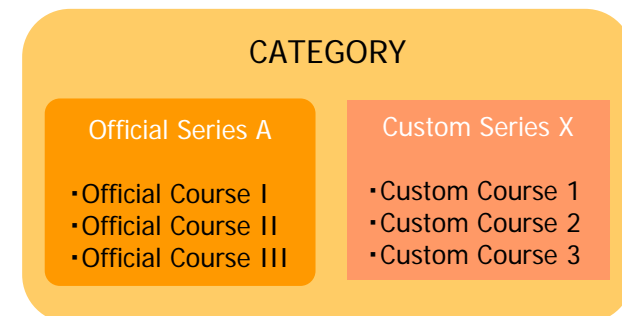 CATEGORY
Official Series A
・Official Course I
・Official Course II
・Official Course III
Custom Series X
・Custom Course 1
・Custom Course 2
・Custom Course 3